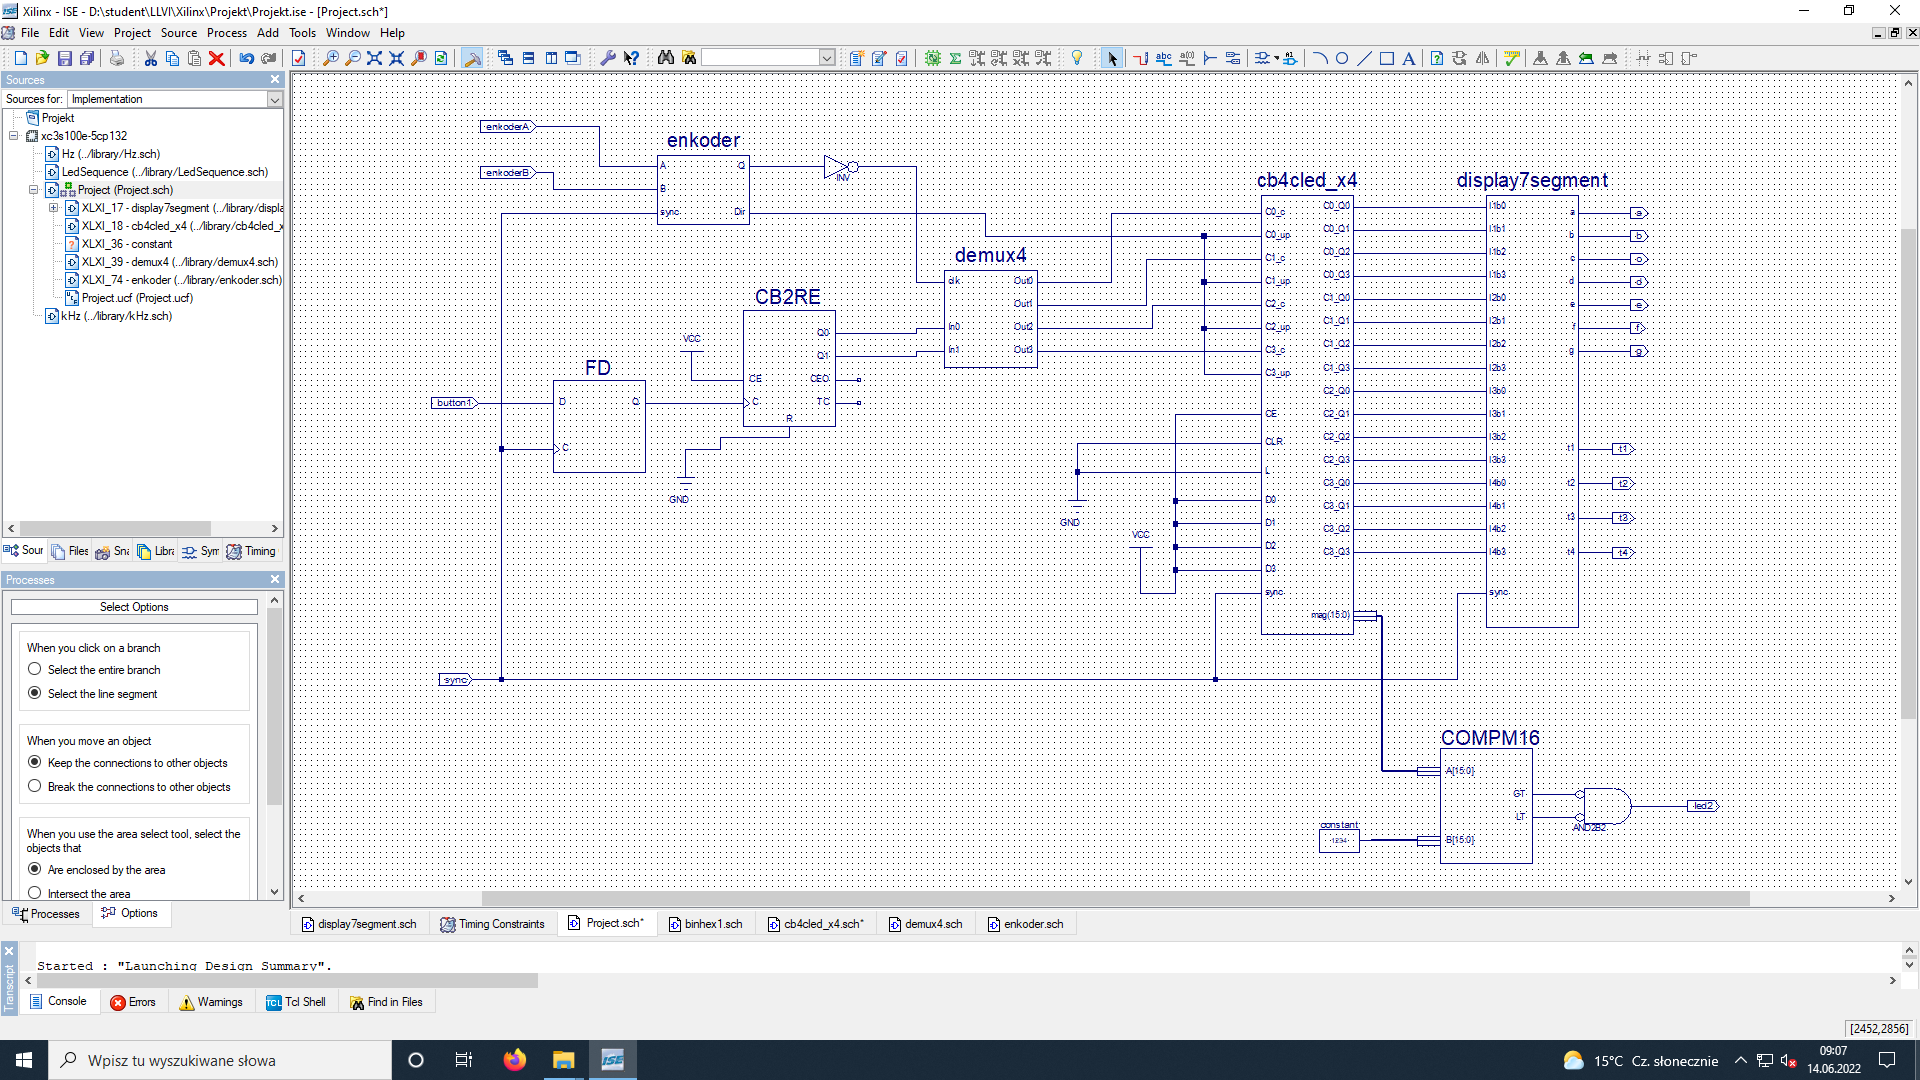 Xilinx - ISE - D:\student\LLVI\Xilinx\Projekt\Projekt.ise - [Project.sch*]
File Edit View Project Source Process Add Tools Window Help
Sources
Sources for: Implementation
Projekt
xc3s100e-5cp132
Hz (../library/Hz.sch)
LedSequence (../library/LedSequence.sch)
Project (Project.sch)
XLXI_17 - display7segment (../library/displa
XLXI_18 - cb4cled_x4 (../library/cb4cled_x
XLXI_36 - constant
XLXI_39 - demux4 (../library/demux4.sch)
XLXI_74 - enkoder (../library/enkoder.sch)
Project.ucf (Project.ucf)
kHz (../library/kHz.sch)
Sour Files Sna Libra Sym Timing
Processes
Select Options
When you click on a branch
Select the entire branch
Select the line segment
When you move an object
Keep the connections to other objects
Break the connections to other objects
When you use the area select tool, select the
objects that
Are enclosed by the area
Intersect the area
Processes Options
enkoderA
enkoderB
enkoder
A
B
sync
Q
Dir
INV
demux4
clk
In0
In1
Out0
Out1
Out2
Out3
CB2RE
VCC
CE
C
R
Q0
Q1
CEO
TC
GND
FD
button1
D
C
Q
sync
cb4cled_x4
C0_c
C0_up
C1_c
C1_up
C2_c
C2_up
C3_c
C3_up
CE
CLR
L
D0
D1
D2
D3
sync
GND
VCC
C0_Q0
C0_Q1
C0_Q2
C0_Q3
C1_Q0
C1_Q1
C1_Q2
C1_Q3
C2_Q0
C2_Q1
C2_Q2
C2_Q3
C3_Q0
C3_Q1
C3_Q2
C3_Q3
mag(15:0)
display7segment
I1b0
I1b1
I1b2
I1b3
I2b0
I2b1
I2b2
I2b3
I3b0
I3b1
I3b2
I3b3
I4b0
I4b1
I4b2
I4b3
sync
a a
b b
c c
d d
e e
f f
g g
t1 t1
t2 t2
t3 t3
t4 t4
COMPM16
A[15:0]
B[15:0]
GT
LT
constant
1234
AND2B2
led2
display7segment.sch Timing Constraints Project.sch* binhex1.sch cb4cled_x4.sch* demux4.sch enkoder.sch
Transcript
Started : "Launching Design Summary".
Console Errors Warnings Tcl Shell Find in Files
[2452,2856]
Wpisz tu wyszukiwane słowa
ISE
15°C Cz. słonecznie
09:07
14.06.2022